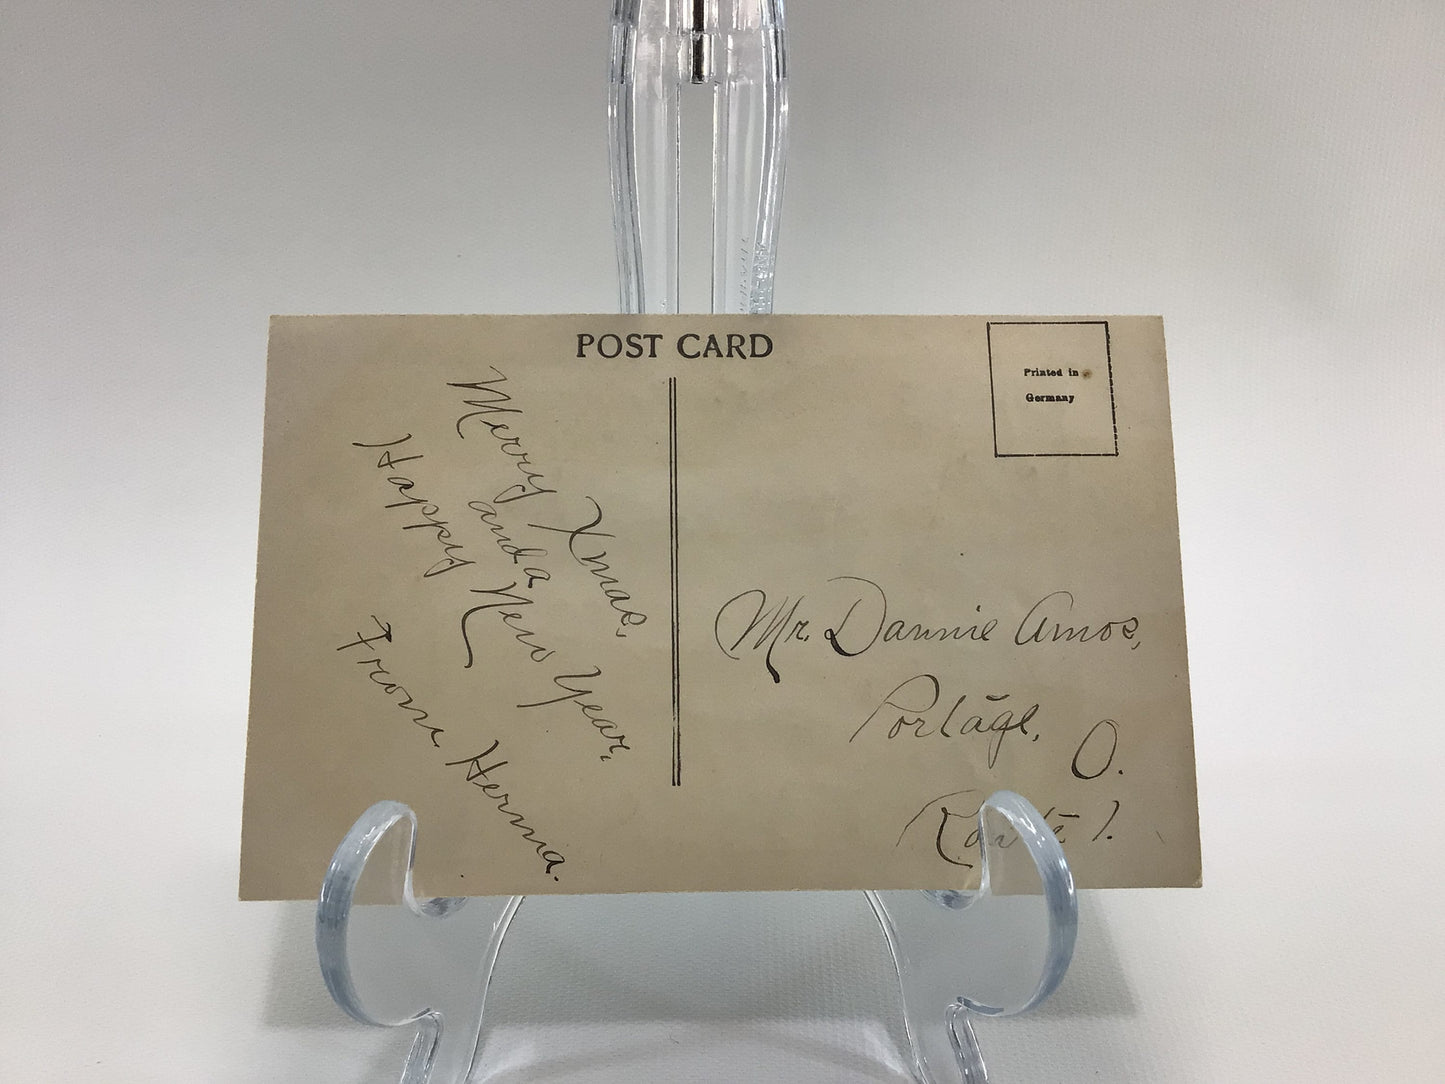 POST CARD
Printed in
Germany
Merry Xmas,
and a
Happy New Year,
From Herma.
Mr. Dannie Amos,
Portage, O.
Route 1.